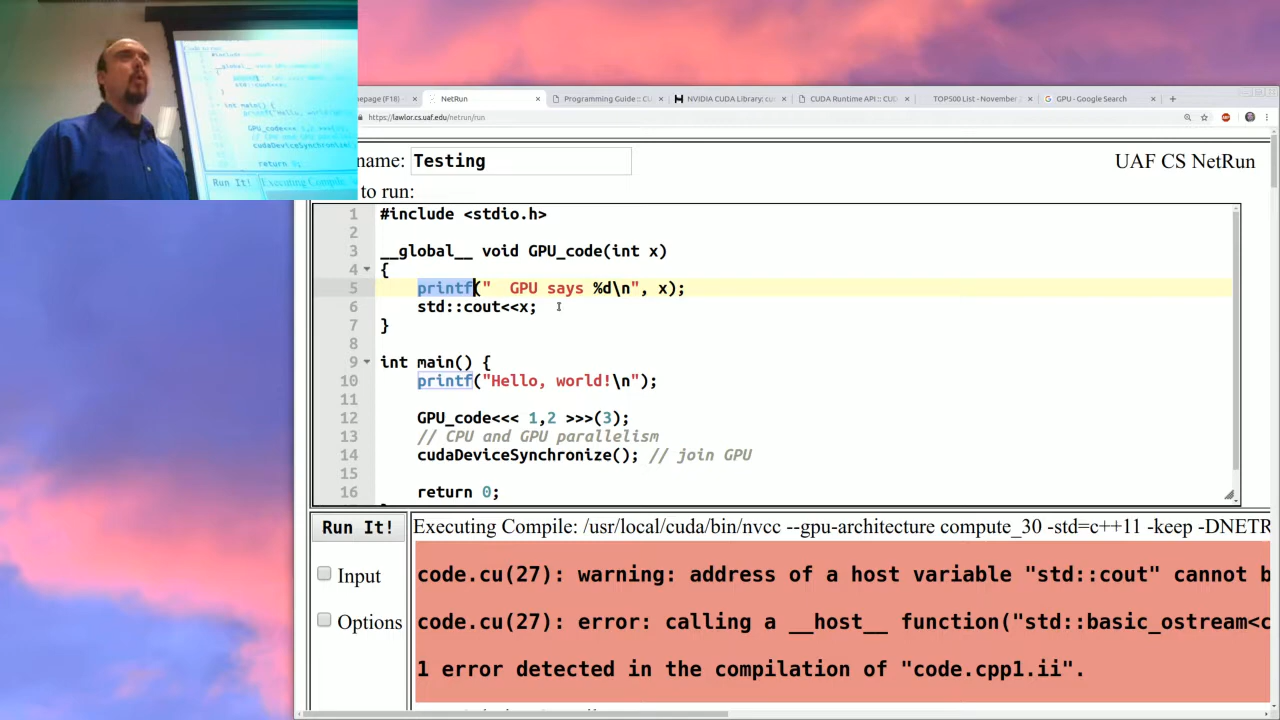 epage (F18)
NetRun
Programming Guide :: C
NVIDIA CUDA Library: cu
CUDA Runtime API :: C
TOP500 List - November
GPU - Google Search
https://lawlor.cs.uaf.edu/netrun/run
name: Testing
UAF CS NetRun
to run:
1 #include <stdio.h>
2
3 __global__ void GPU_code(int x)
4 {
5 printf("  GPU says %d\n", x);
6 std::cout<<x;
7 }
8
9 int main() {
10 printf("Hello, world!\n");
11
12 GPU_code<<< 1,2 >>>(3);
13 // CPU and GPU parallelism
14 cudaDeviceSynchronize(); // join GPU
15
16 return 0;
Run It!
Executing Compile: /usr/local/cuda/bin/nvcc --gpu-architecture compute_30 -std=c++11 -keep -DNETR
Input
Options
code.cu(27): warning: address of a host variable "std::cout" cannot b
code.cu(27): error: calling a __host__ function("std::basic_ostream<c
1 error detected in the compilation of "code.cpp1.ii".